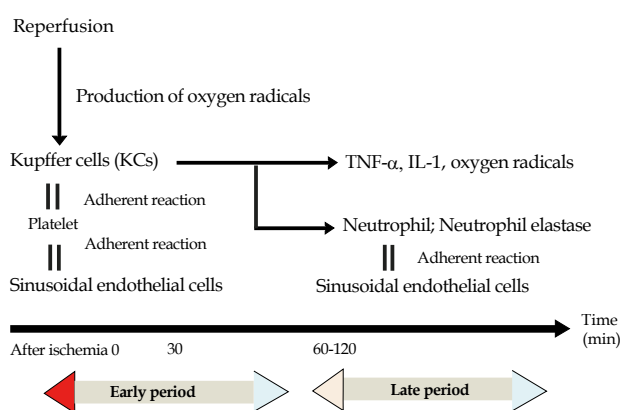 Reperfusion
Production of oxygen radicals
Kupffer cells (KCs)
TNF-α, IL-1, oxygen radicals
Adherent reaction
Platelet
Neutrophil; Neutrophil elastase
Adherent reaction
Adherent reaction
Sinusoidal endothelial cells
Sinusoidal endothelial cells
Time
(min)
After ischemia 0
30
60-120
Early period
Late period